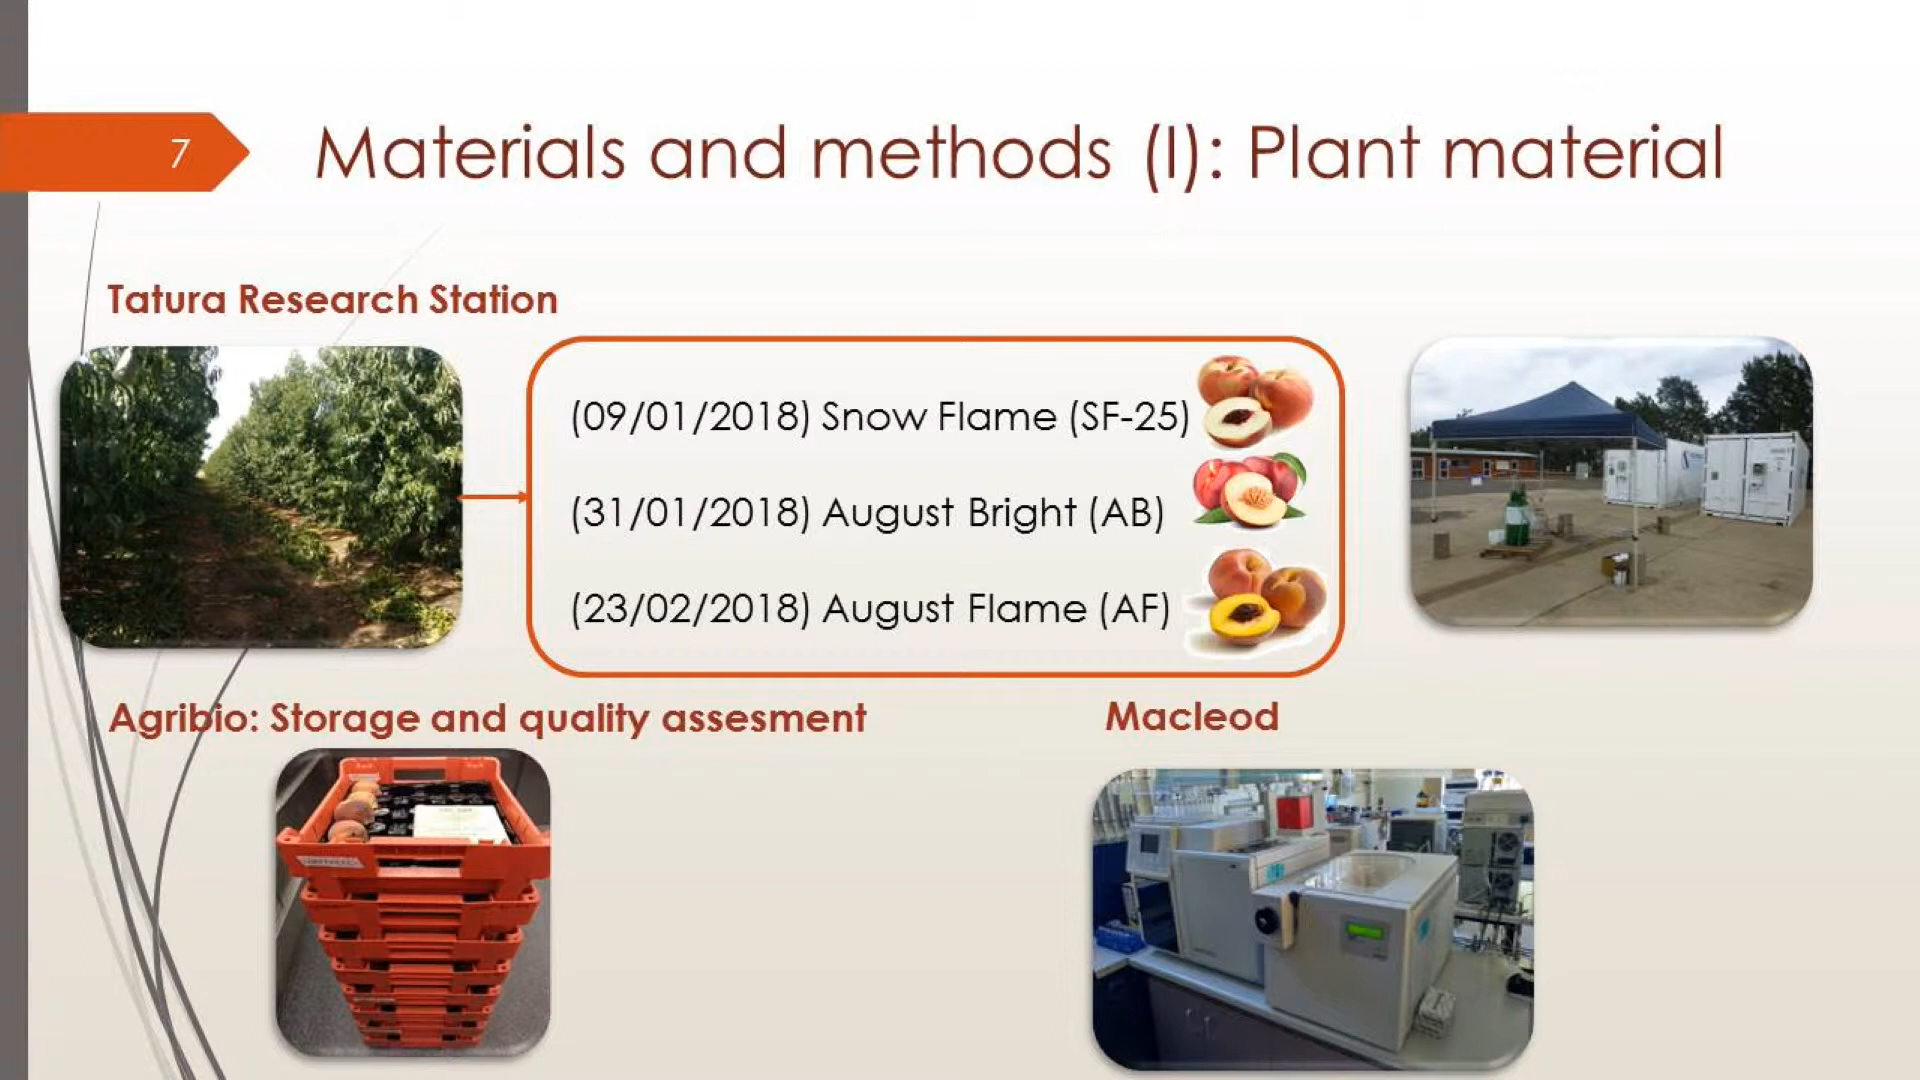 7
Materials and methods (I): Plant material
Tatura Research Station
(09/01/2018) Snow Flame (SF-25)
(31/01/2018) August Bright (AB)
(23/02/2018) August Flame (AF)
Agribio: Storage and quality assesment
Macleod